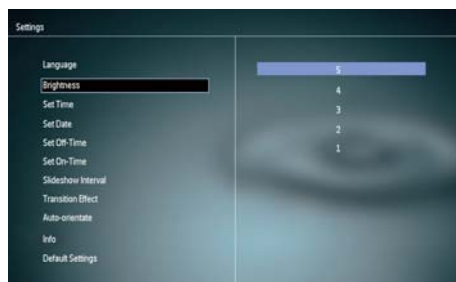 Settings
Language
Brightness
Set Time
Set Date
Set Off-Time
Set On-Time
Slideshow Interval
Transition Effect
Auto-orientate
Info
Default Settings
5
4
3
2
1